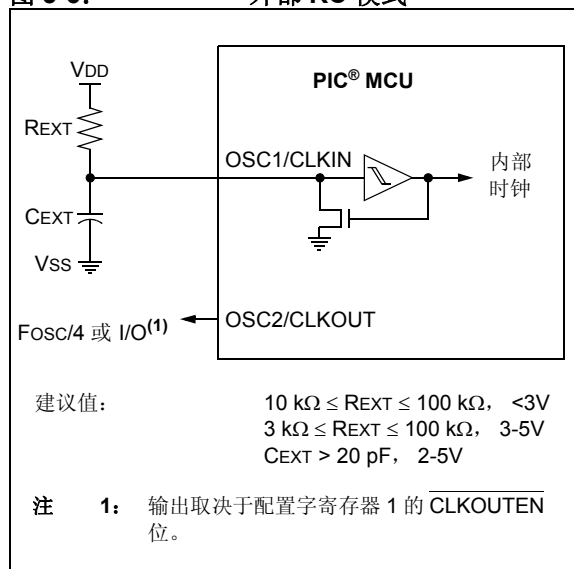 VDD
PIC® MCU
REXT
OSC1/CLKIN
内部
时钟
CEXT
VSS
OSC2/CLKOUT
FOSC/4 或 I/O(1)
建议值: 10 kΩ ≤ REXT ≤ 100 kΩ, <3V
3 kΩ ≤ REXT ≤ 100 kΩ, 3-5V
CEXT > 20 pF, 2-5V
注 1: 输出取决于配置字寄存器 1 的 CLKOUTEN
位。